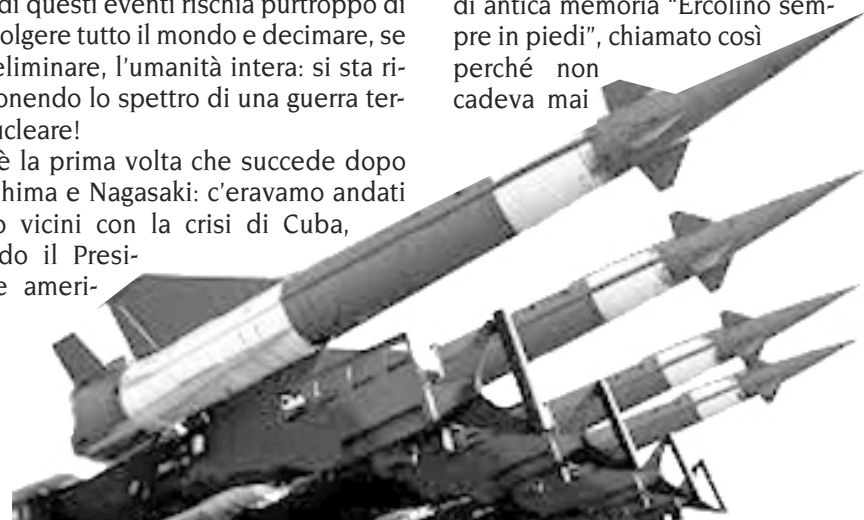 di questi eventi rischia purtroppo di
olgere tutto il mondo e decimare, se
eliminare, l'umanità intera: si sta ri-
onendo lo spettro di una guerra ter-
ucleare!
è la prima volta che succede dopo
hima e Nagasaki: c'eravamo andati
o vicini con la crisi di Cuba,
do il Presi-
e ameri-
di antica memoria "Ercolino sem-
pre in piedi", chiamato così
perché non
cadeva mai